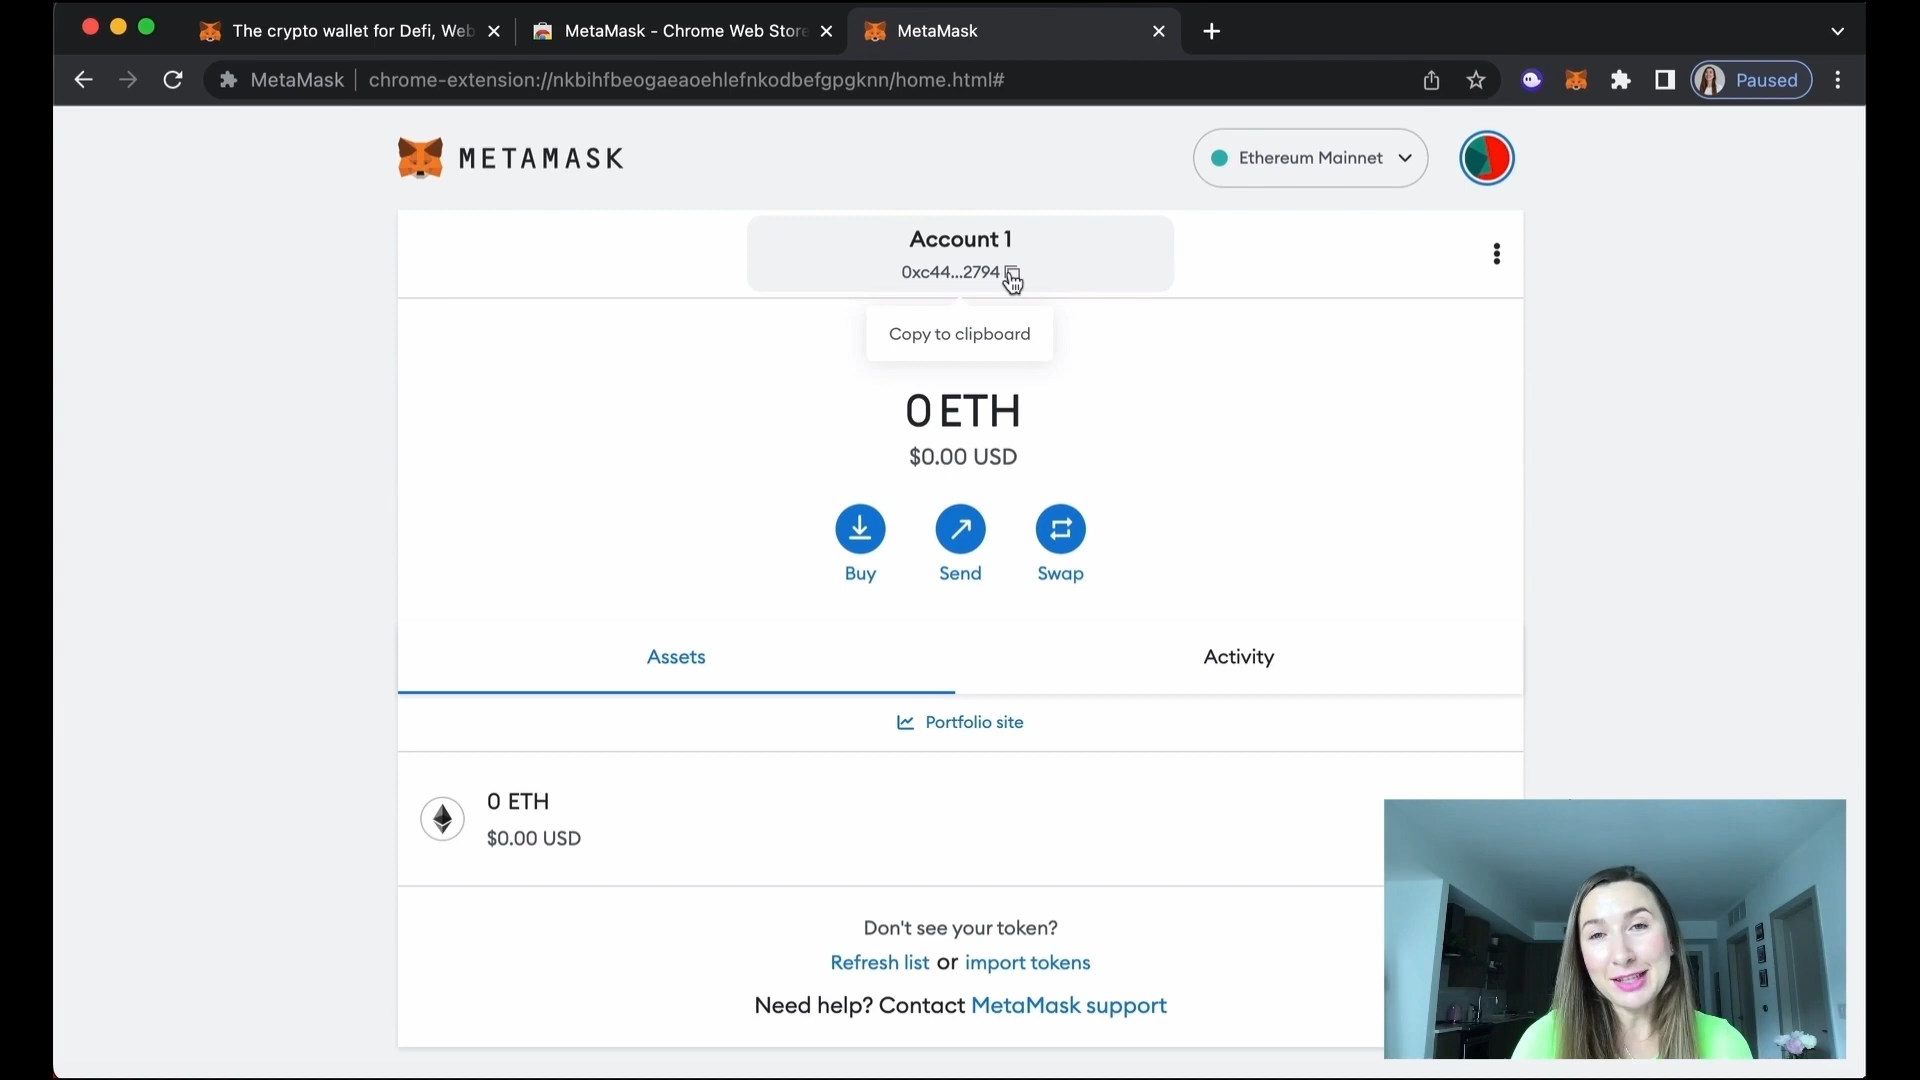 The crypto wallet for Defi, Web
MetaMask - Chrome Web Store
MetaMask
MetaMask
chrome-extension://nkbihfbeogaeaoehlefnkodbefgpgknn/home.html#
Paused
METAMASK
Ethereum Mainnet
Account 1
0xc44...2794
Copy to clipboard
0 ETH
$0.00 USD
Buy
Send
Swap
Assets
Activity
Portfolio site
0 ETH
$0.00 USD
Don't see your token?
Refresh list or import tokens
Need help? Contact MetaMask support